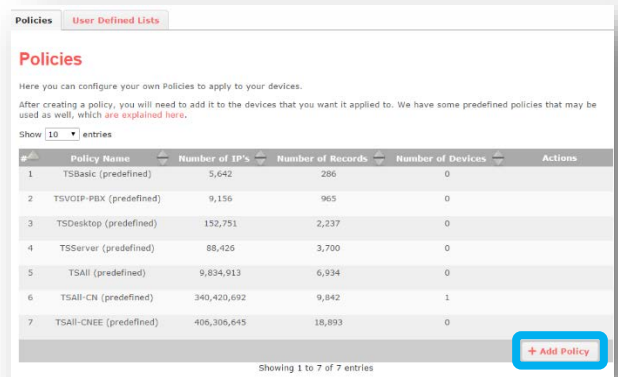 Policies User Defined Lists
Policies
Here you can configure your own Policies to apply to your devices.
After creating a policy, you will need to add it to the devices that you want it applied to. We have some predefined policies that may be
used as well, which are explained here.
Show 10 entries
# Policy Name Number of IP's Number of Records Number of Devices Actions
1 TSBasic (predefined) 5,642 286 0
2 TSVOIP-PBX (predefined) 9,156 965 0
3 TSDesktop (predefined) 152,751 2,237 0
4 TSServer (predefined) 88,426 3,700 0
5 TSAll (predefined) 9,834,913 6,934 0
6 TSAll-CN (predefined) 340,420,692 9,842 1
7 TSAll-CNEE (predefined) 406,306,645 18,893 0
+ Add Policy
Showing 1 to 7 of 7 entries